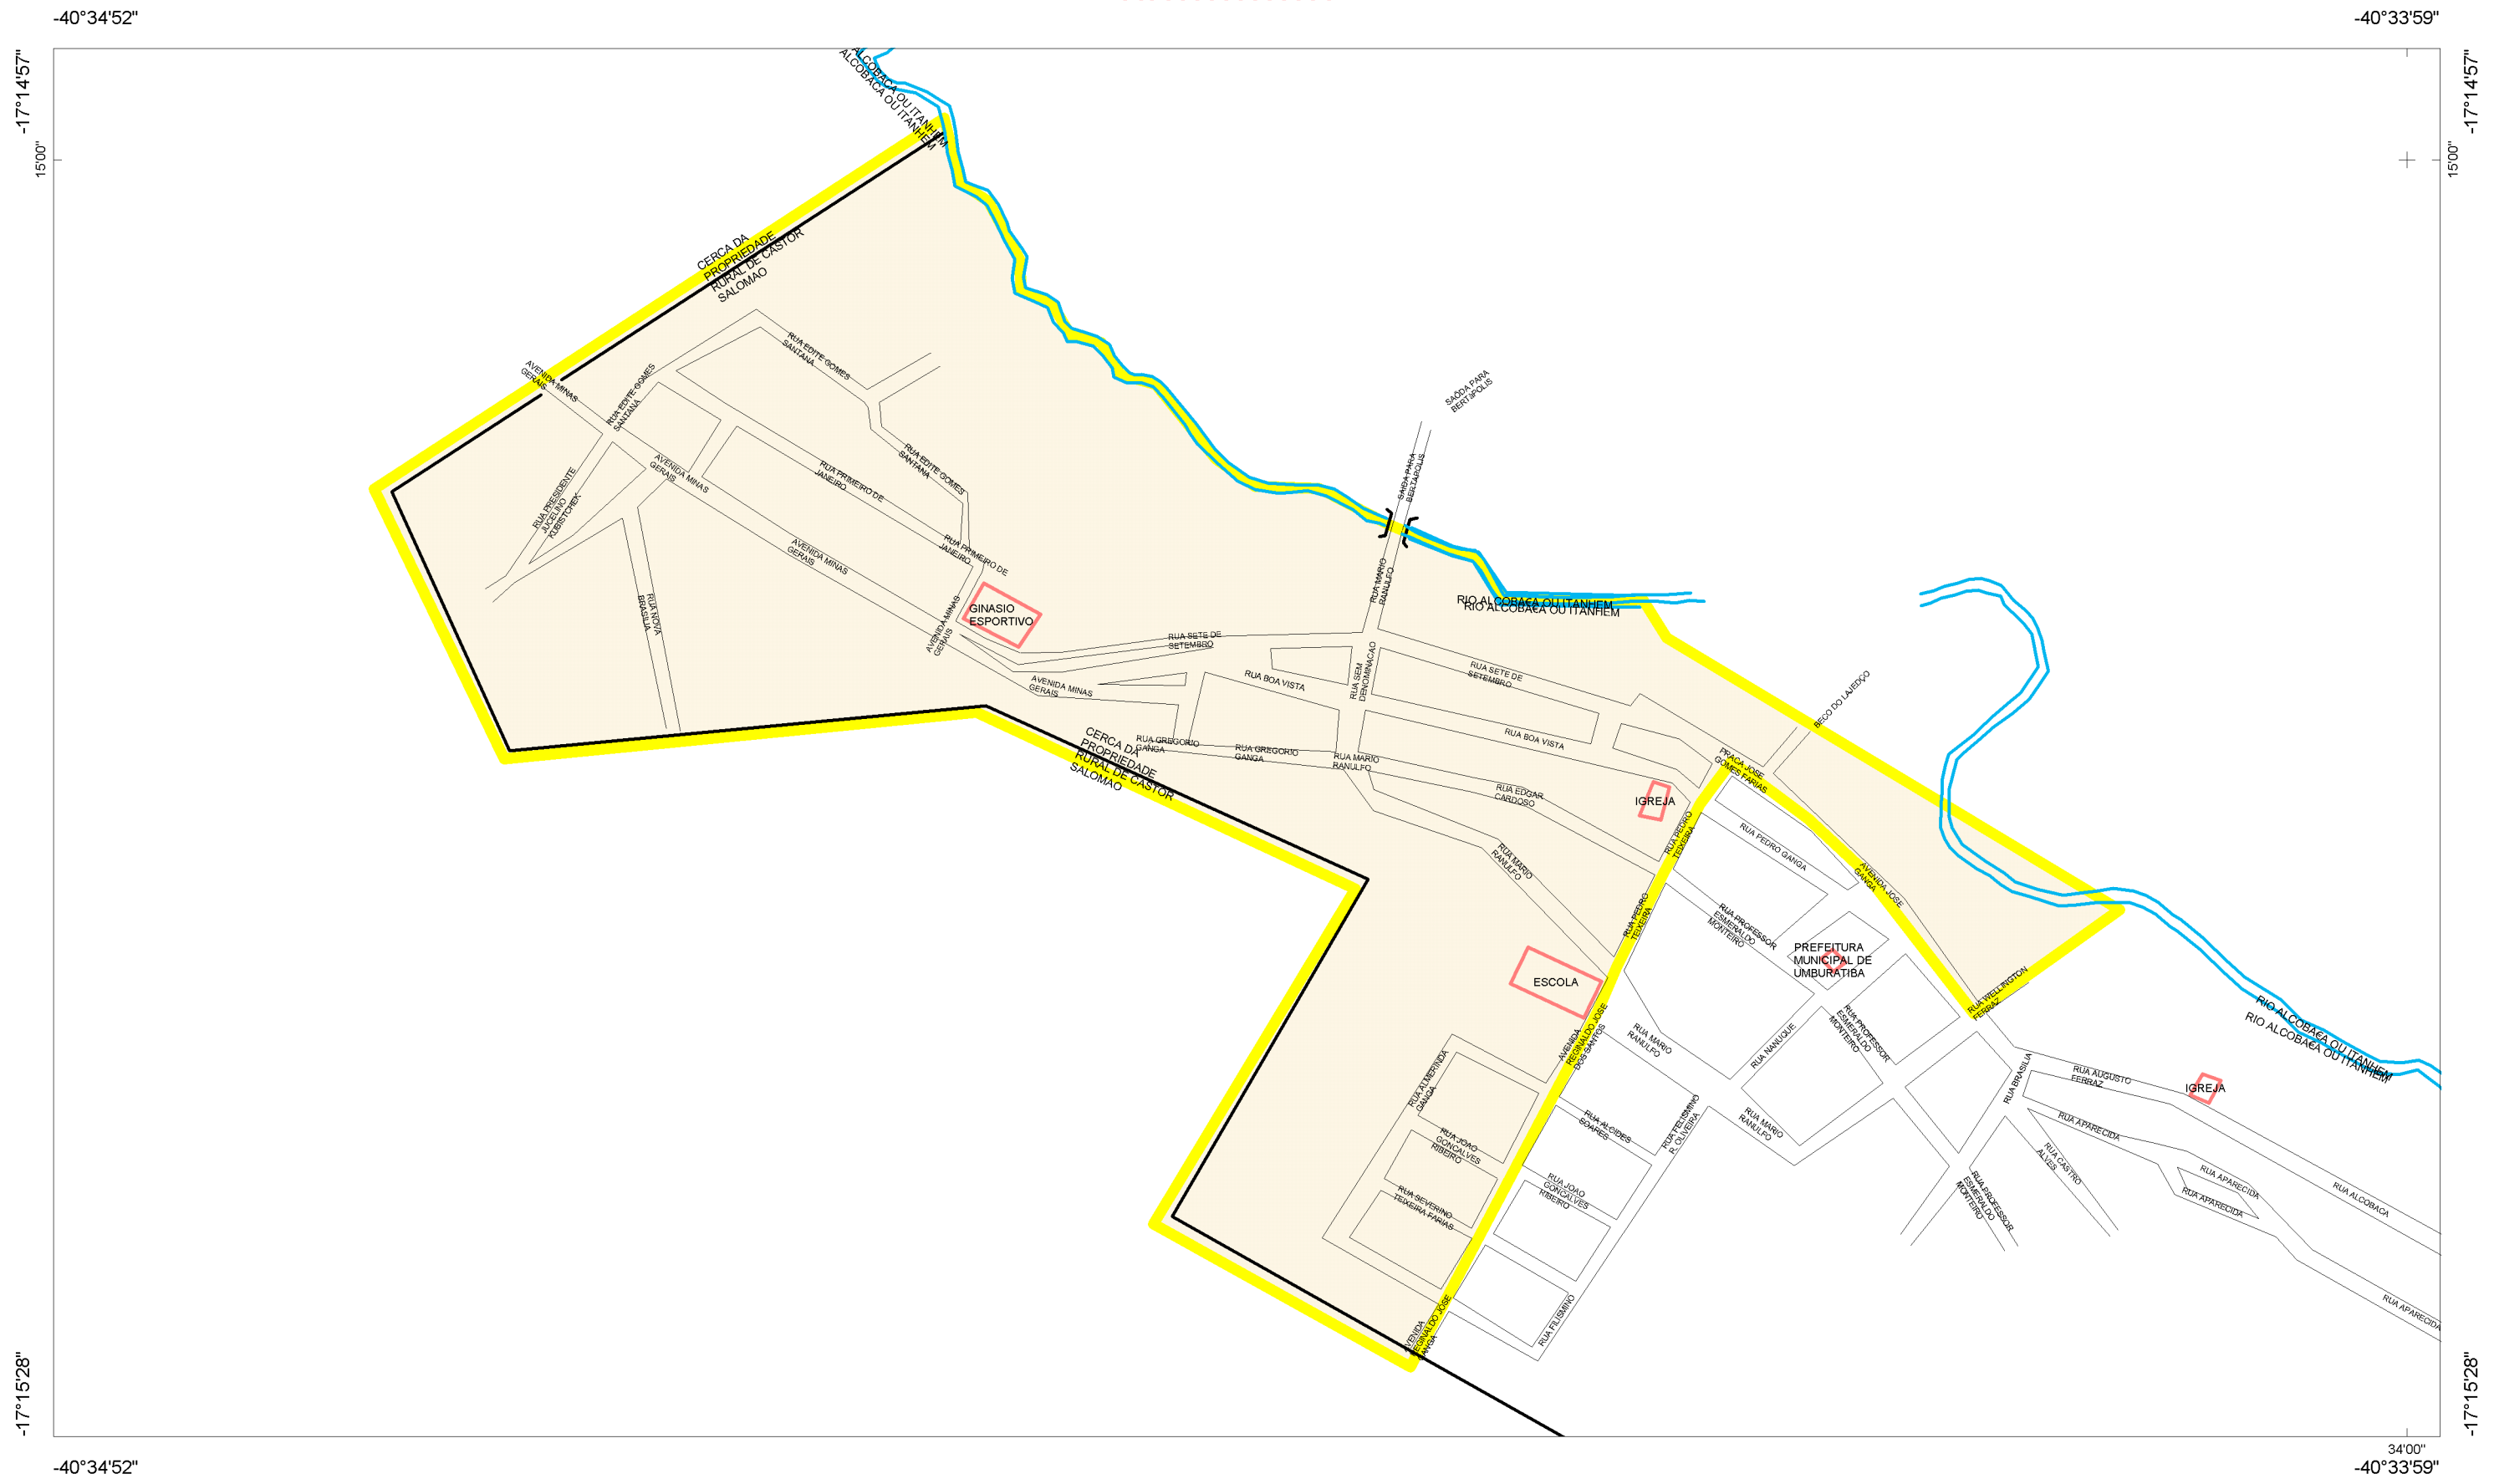 -40°34'52"
-40°33'59"
-17°14'57"
-17°14'57"
15'00"
15'00"
ALCOBACA OU ITANHEM
ALCOBACA OU ITANHEM
CERCA DA
PROPRIEDADE
RURAL DE CASTOR
SALOMAO
RUA EDITE GOMES
SANTANA
AVENIDA MINAS
GERAIS
RUA EDITE GOMES
SANTANA
SAÕDA PARA
BERTàPOLIS
RUA EDITE GOMES
SANTANA
AVENIDA MINAS
GERAIS
RUA PRIMEIRO DE
JANEIRO
SAIDA PARA
BERTAPOLIS
RUA PRESIDENTE
JUCELINO
KUBISTCHEK
RUA PRIMEIRO DE
JANEIRO
AVENIDA MINAS
GERAIS
RUA NOVA
BRASILIA
GINASIO
ESPORTIVO
AVENIDA MINAS
GERAIS
RUA MARIO
RANULFO
RIO ALCOBA€A OU ITANHEM
RIO ALCOBA€A OU ITANHEM
RUA SETE DE
SETEMBRO
RUA SEM
DENOMINACAO
RUA SETE DE
SETEMBRO
AVENIDA MINAS
GERAIS
RUA BOA VISTA
BECO DO LAJEDÇO
CERCA DA
PROPRIEDADE
RURAL DE CASTOR
SALOMAO
RUA GREGORIO
GANGA
RUA GREGORIO
GANGA
RUA MARIO
RANULFO
RUA BOA VISTA
PRACA JOSE
GOMES FARIAS
RUA EDGAR
CARDOSO
IGREJA
RUA PEDRO
TEIXEIRA
RUA PEDRO GANGA
RUA MARIO
RANULFO
AVENIDA JOSE
GANGA
RUA PEDRO
TEIXEIRA
RUA PROFESSOR
ESMERALDO
MONTEIRO
PREFEITURA
MUNICIPAL DE
UMBURATIBA
ESCOLA
RUA WELLINGTON
FERRAZ
RIO ALCOBA€A OU ITANHEM
RIO ALCOBA€A OU ITANHEM
AVENIDA
REGINALDO JOSE
DOS SANTOS
RUA MARIO
RANULFO
RUA NANUQUE
RUA PROFESSOR
ESMERALDO
MONTEIRO
RUA ALMERINDA
GANGA
RUA BRASILIA
RUA AUGUSTO
FERRAZ
IGREJA
RUA ALCIDES
SOARES
RUA FELISMINO
R. OLIVEIRA
RUA MARIO
RANULFO
RUA APARECIDA
RUA JOAO
GONCALVES
RIBEIRO
RUA CASTRO
ALVES
RUA JOAO
GONCALVES
RIBEIRO
RUA PROFESSOR
ESMERALDO
MONTEIRO
RUA APARECIDA
RUA APARECIDA
RUA ALCOBACA
RUA SEVERINO
TEIXEIRA FARIAS
AVENIDA
REGINALDO JOSE
GANGA
RUA FILISMINO
RUA APARECIDA
-17°15'28"
-17°15'28"
34'00"
-40°34'52"
-40°33'59"